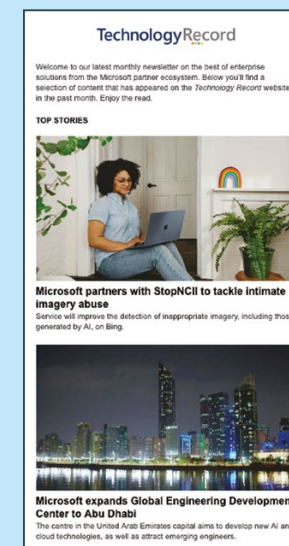 TechnologyRecord
Welcome to our latest monthly newsletter on the best of enterprise
solutions from the Microsoft partner ecosystem. Below you'll find a
selection of content that has appeared on the Technology Record website
in the past month. Enjoy the read.
TOP STORIES
Microsoft partners with StopNCII to tackle intimate
imagery abuse
Service will improve the detection of inappropriate imagery, including thos
generated by AI, on Bing.
Microsoft expands Global Engineering Developmen
Center to Abu Dhabi
The centre in the United Arab Emirates capital aims to develop new AI an
cloud technologies, as well as attract emerging engineers.